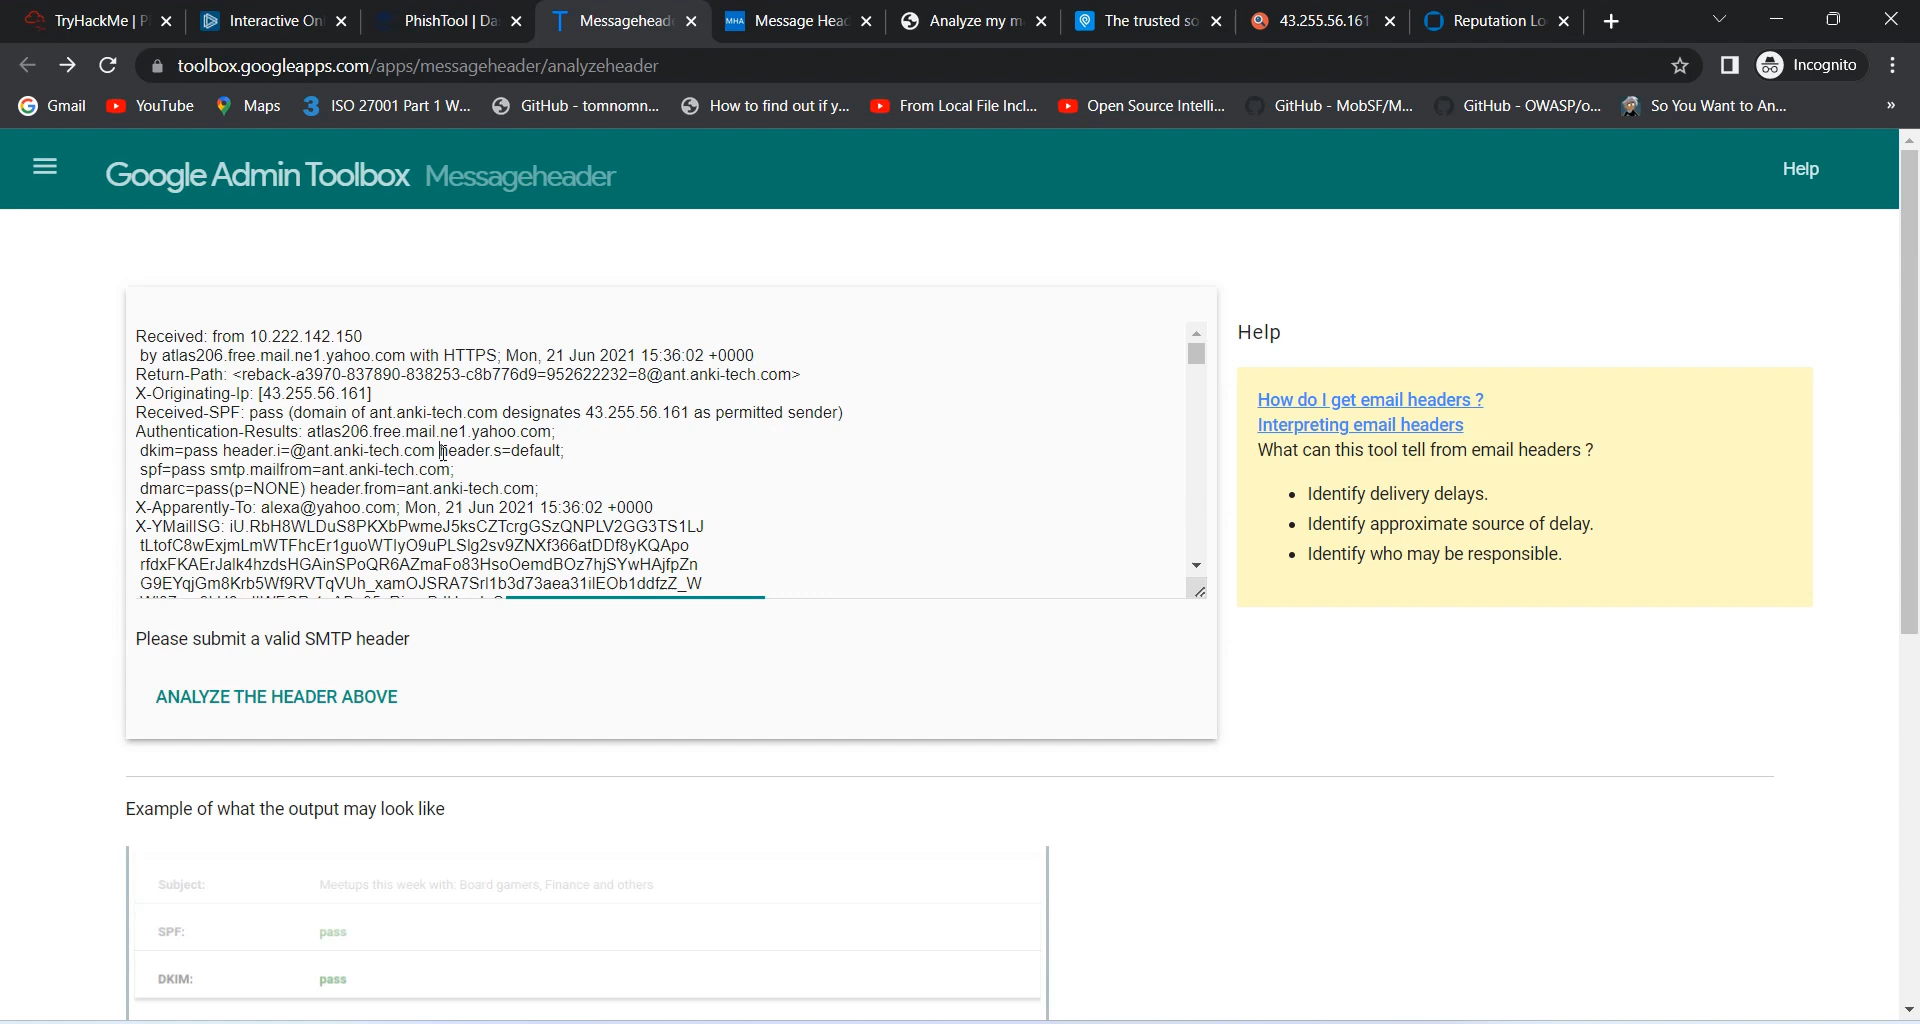 TryHackMe | P
Interactive On
PhishTool | Da
Messagehead
MHA Message Head
Analyze my m
The trusted so
43.255.56.161
Reputation Lo
toolbox.googleapps.com/apps/messageheader/analyzeheader
Incognito
Gmail
YouTube
Maps
ISO 27001 Part 1 W...
GitHub - tomnomn...
How to find out if y...
From Local File Incl...
Open Source Intelli...
GitHub - MobSF/M...
GitHub - OWASP/o...
So You Want to An...
»
Google Admin Toolbox Messageheader
Help
Received: from 10.222.142.150
by atlas206.free.mail.ne1.yahoo.com with HTTPS; Mon, 21 Jun 2021 15:36:02 +0000
Return-Path: <reback-a3970-837890-838253-c8b776d9=952622232=8@ant.anki-tech.com>
X-Originating-Ip: [43.255.56.161]
Received-SPF: pass (domain of ant.anki-tech.com designates 43.255.56.161 as permitted sender)
Authentication-Results: atlas206.free.mail.ne1.yahoo.com;
dkim=pass header.i=@ant.anki-tech.com header.s=default;
spf=pass smtp.mailfrom=ant.anki-tech.com;
dmarc=pass(p=NONE) header.from=ant.anki-tech.com;
X-Apparently-To: alexa@yahoo.com; Mon, 21 Jun 2021 15:36:02 +0000
X-YMailISG: iU.RbH8WLDuS8PKXbPwmeJ5ksCZTcrgGSzQNPLV2GG3TS1LJ
tLtofC8wExjmLmWTFhcEr1guoWTlyO9uPLSlg2sv9ZNXf366atDDf8yKQApo
rfdxFKAErJalk4hzdsHGAinSPoQR6AZmaFo83HsoOemdBOz7hjSYwHAjfpZn
G9EYqjGm8Krb5Wf9RVTqVUh_xamOJSRA7Srl1b3d73aea31ilEOb1ddfzZ_W
Please submit a valid SMTP header
ANALYZE THE HEADER ABOVE
Help
How do I get email headers ?
Interpreting email headers
What can this tool tell from email headers ?
Identify delivery delays.
Identify approximate source of delay.
Identify who may be responsible.
Example of what the output may look like
Subject: Meetups this week with: Board gamers, Finance and others
SPF: pass
DKIM: pass